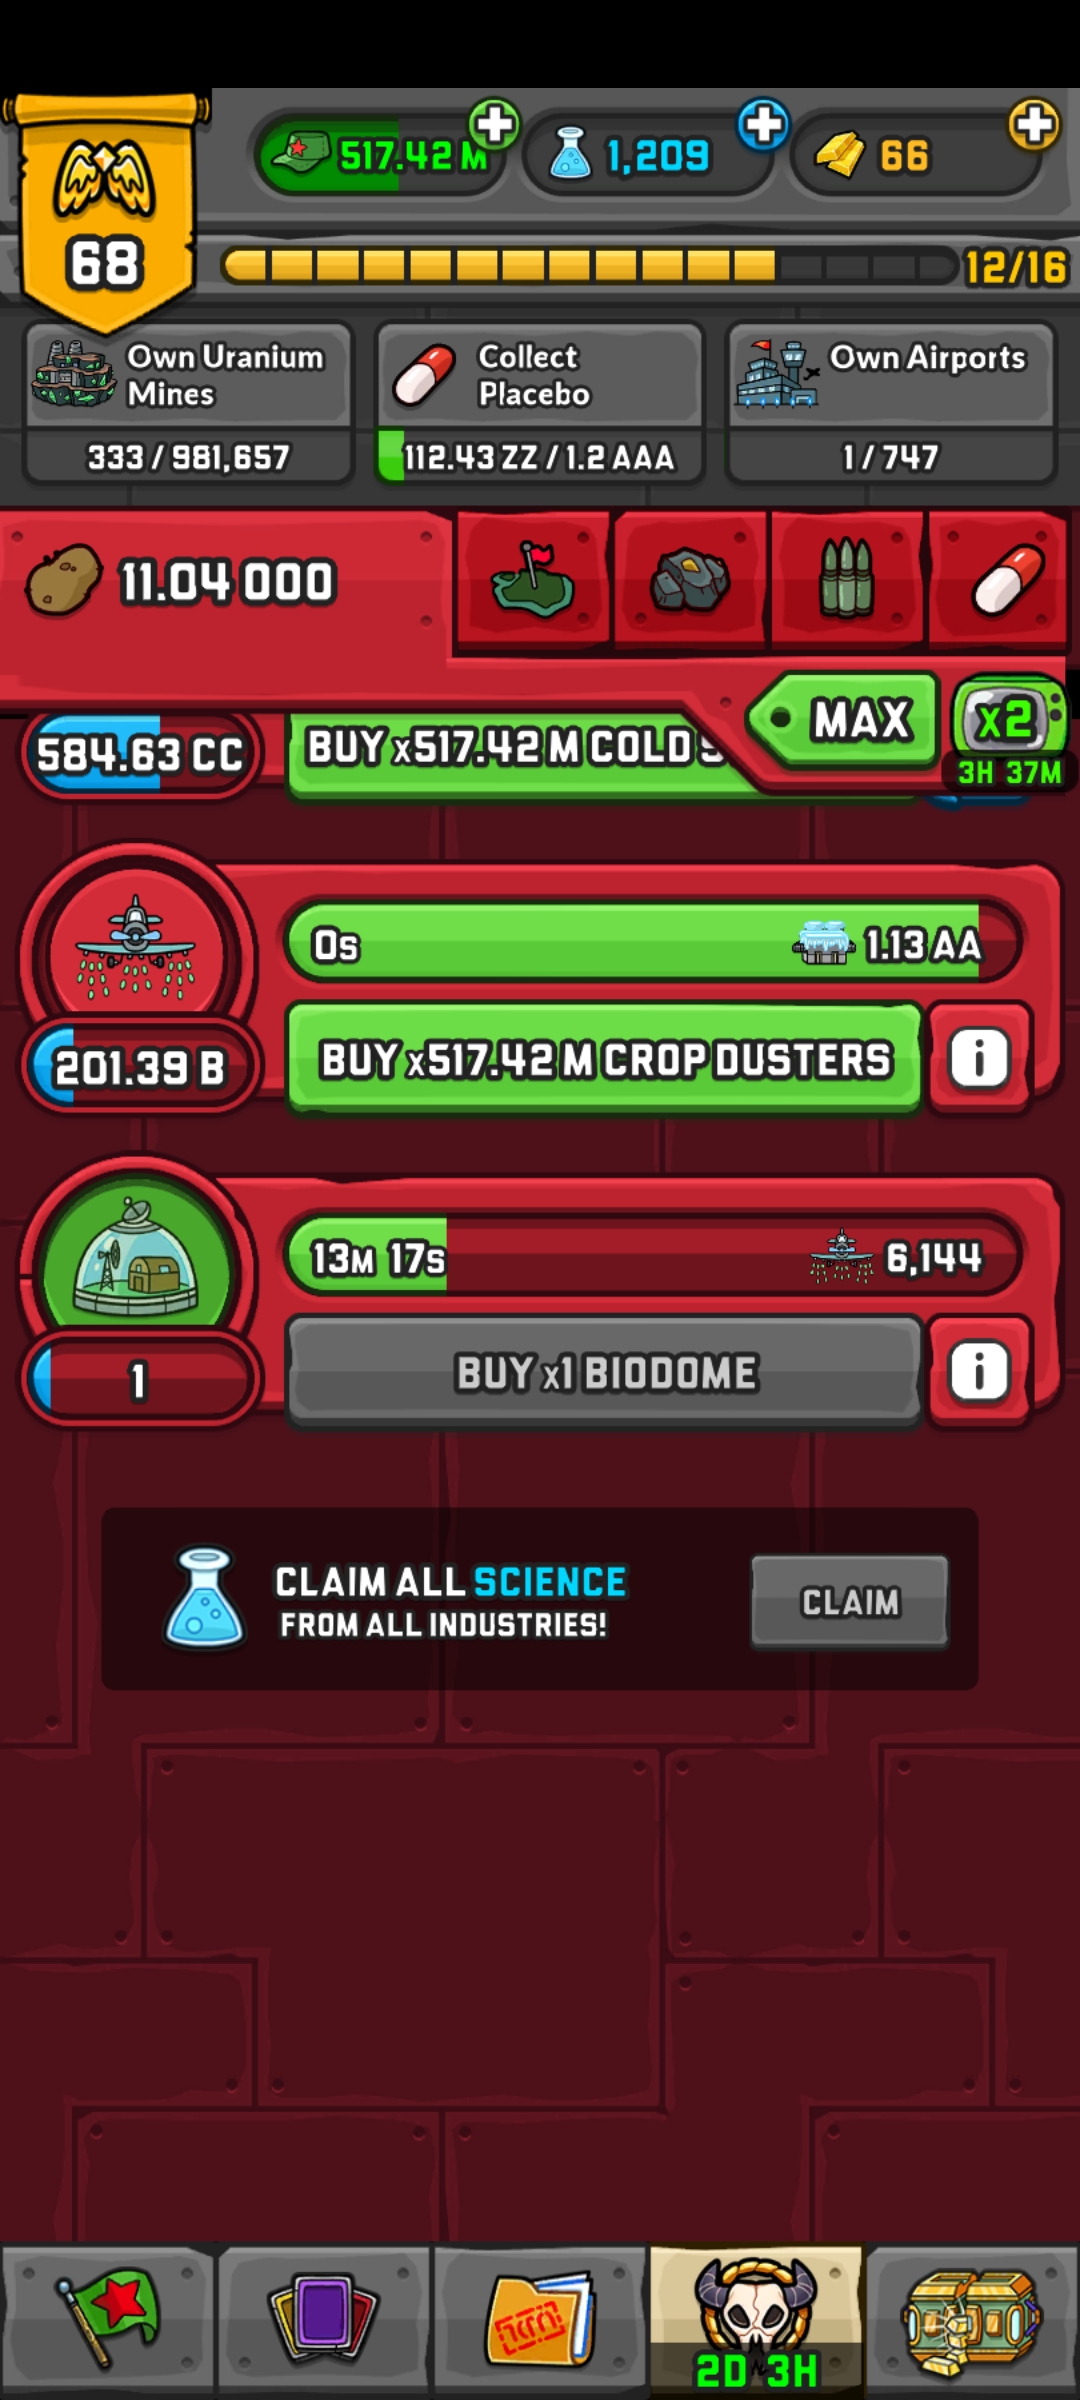 517.42 M
1,209
66
68
12/16
Own Uranium
Mines
333 / 981,657
Collect
Placebo
112.43 ZZ / 1.2 AAA
Own Airports
1 / 747
11.04 OOO
MAX
x2
3H 37M
584.63 CC
BUY x517.42 M COLD
0s
1.13 AA
201.39 B
BUY x517.42 M CROP DUSTERS
i
13M 17s
6,144
1
BUY x1 BIODOME
i
CLAIM ALL SCIENCE
FROM ALL INDUSTRIES!
CLAIM
2D 3H